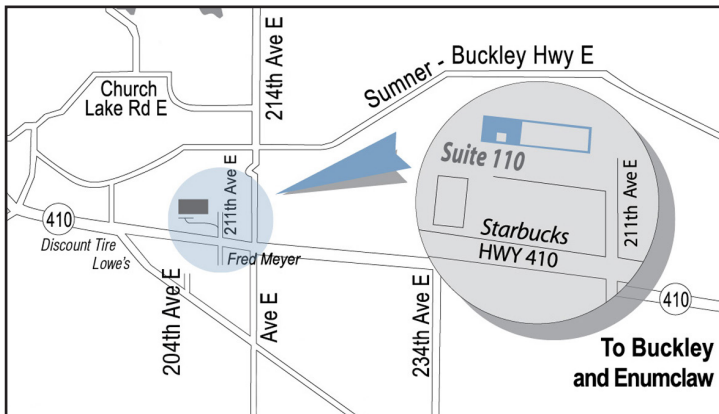 214th Ave E
Sumner - Buckley Hwy E
Church
Lake Rd E
Suite 110
211th Ave E
211th Ave E
410
Starbucks
HWY 410
Discount Tire
Lowe's
Fred Meyer
204th Ave E
Ave E
234th Ave E
410
To Buckley
and Enumclaw